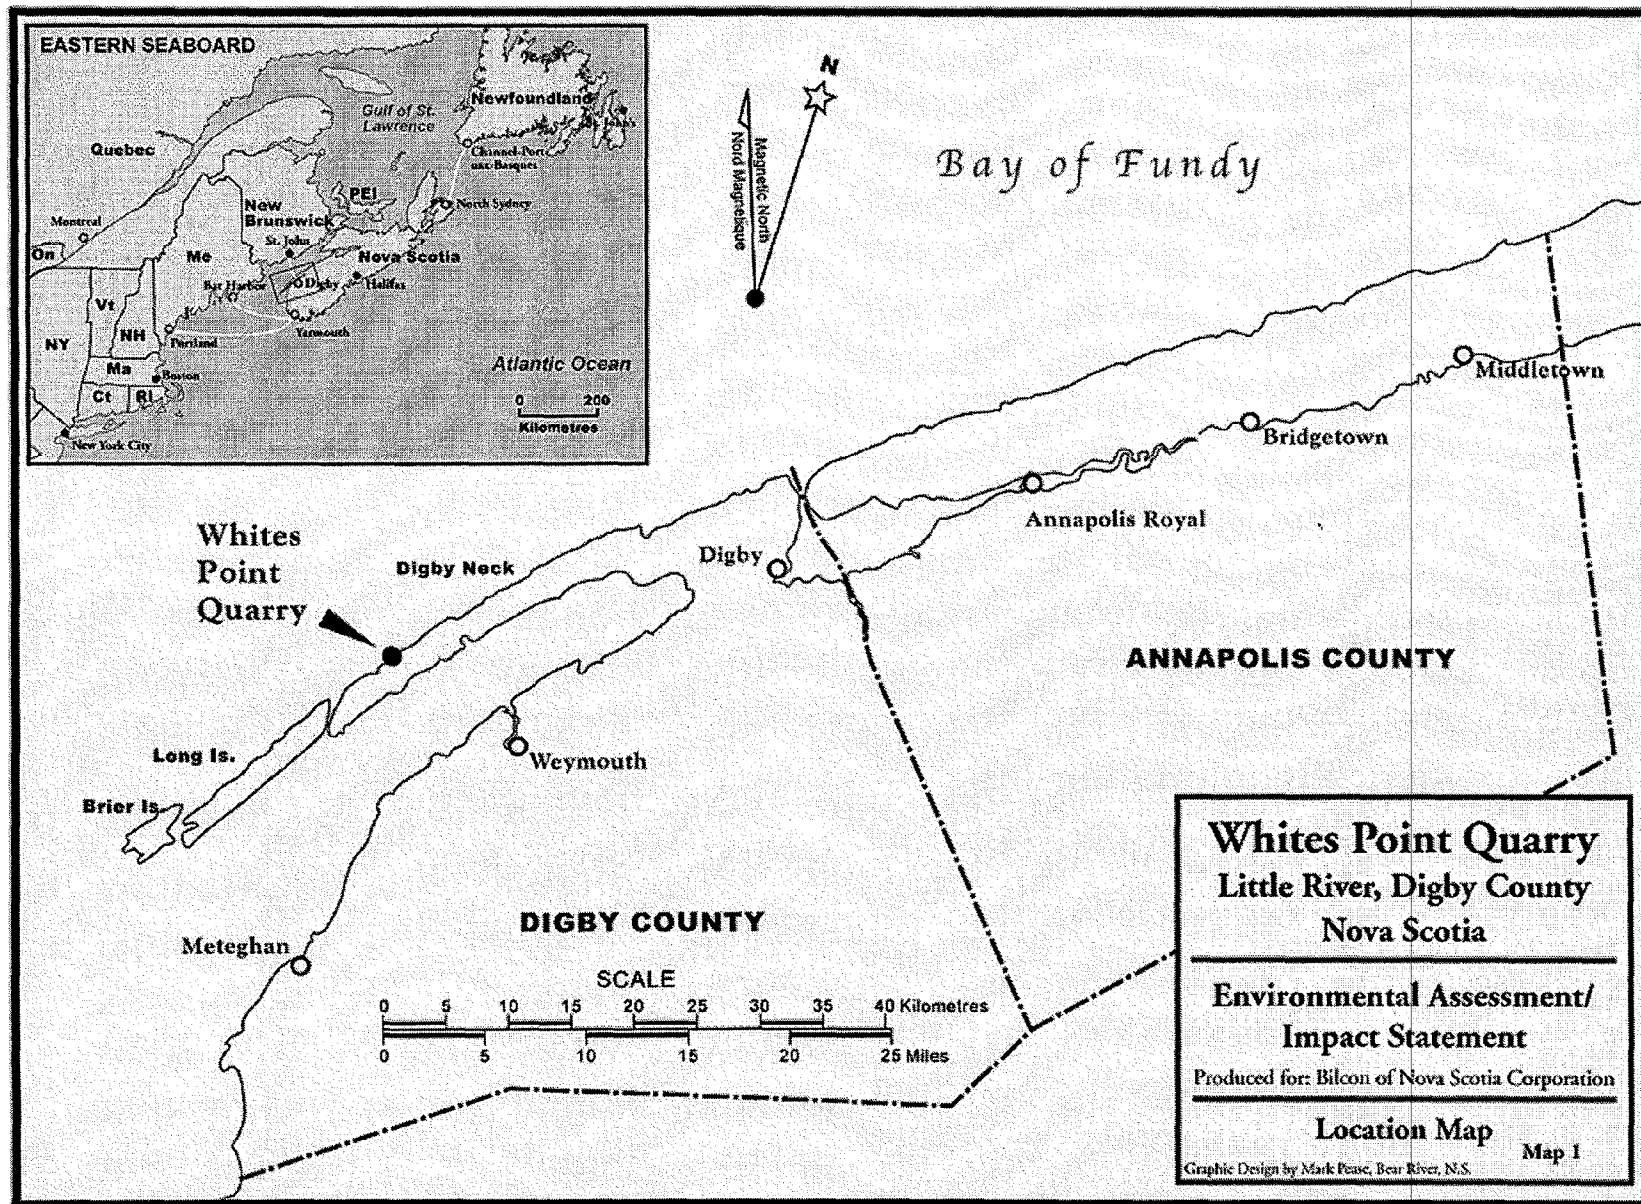 EASTERN SEABOARD
Gulf of St.
Lawrence
Newfoundland
St. John's
Channel-Port
aux-Basques
Quebec
PEI
New
Brunswick
North Sydney
Montreal
St. John
On
Me
Nova Scotia
Bar Harbor
Digby
Halifax
Vt
NH
Yarmouth
NY
Portland
Ma
Boston
Atlantic Ocean
Ct
RI
0 200
Kilometres
New York City
N
Magnetic North
Nord Magnetique
Bay of Fundy
Middletown
Bridgetown
Annapolis Royal
Whites
Point
Quarry
Digby Neck
Digby
ANNAPOLIS COUNTY
Long Is.
Weymouth
Brier Is.
DIGBY COUNTY
Meteghan
SCALE
0 5 10 15 20 25 30 35 40 Kilometres
0 5 10 15 20 25 Miles
Whites Point Quarry
Little River, Digby County
Nova Scotia
Environmental Assessment/
Impact Statement
Produced for: Bilcon of Nova Scotia Corporation
Location Map
Map 1
Graphic Design by Mark Pease, Bear River, N.S.